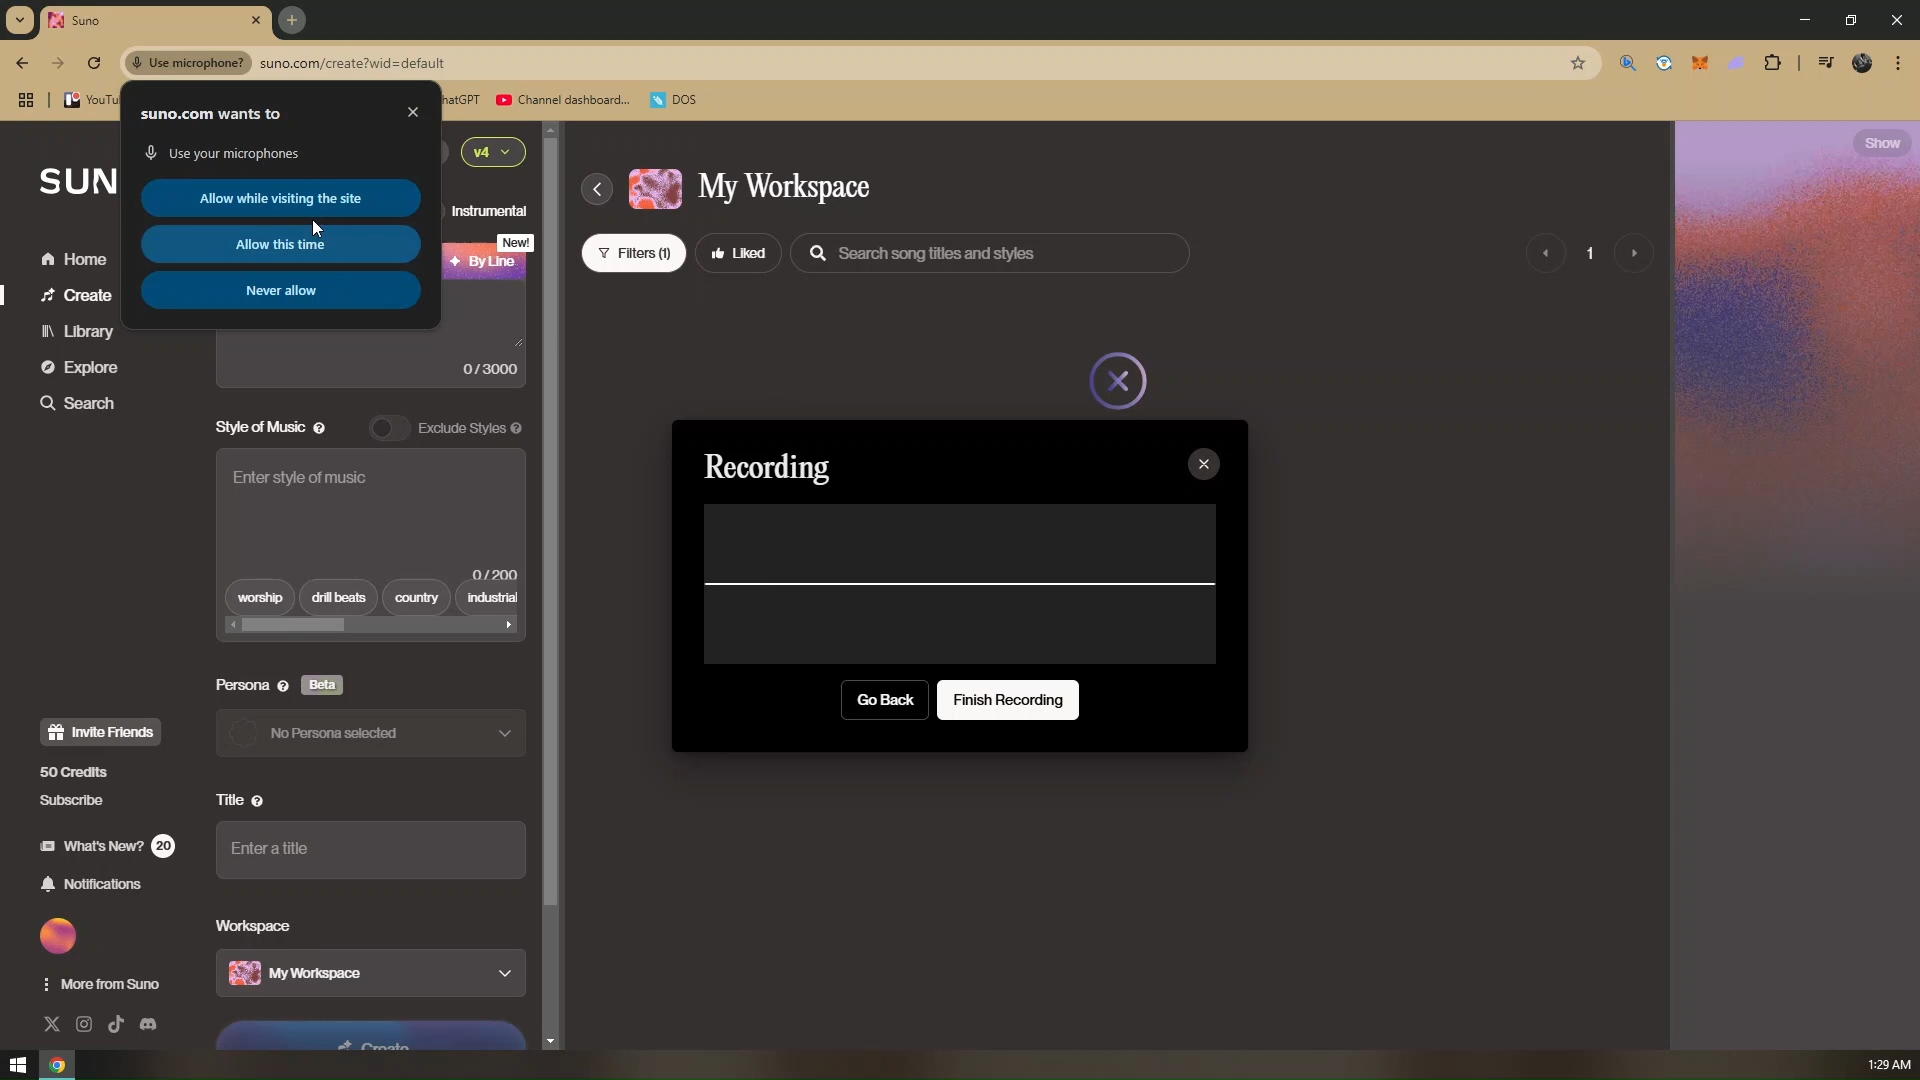 Suno
Use microphone?
suno.com/create?wid=default
YouTu
hatGPT
Channel dashboard...
DOS
suno.com wants to
Use your microphones
Allow while visiting the site
Allow this time
Never allow
SUN
v4
Instrumental
New!
By Line
0 / 3000
Home
Create
Library
Explore
Search
Style of Music
Exclude Styles
Enter style of music
0 / 200
worship
drill beats
country
industrial
Persona
Beta
No Persona selected
Invite Friends
50 Credits
Subscribe
Title
Enter a title
What's New?
20
Notifications
Workspace
My Workspace
More from Suno
Create
My Workspace
Filters (1)
Liked
Search song titles and styles
1
Show
Recording
Go Back
Finish Recording
1:29 AM